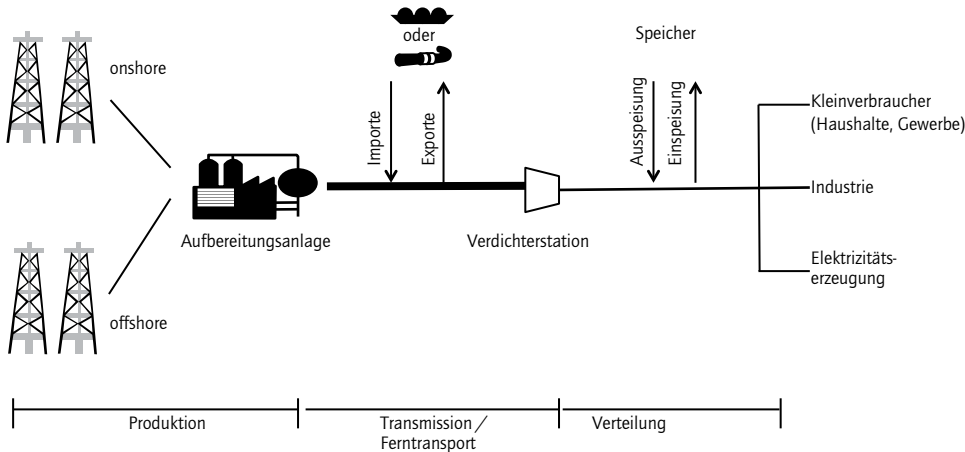 oder
Speicher
onshore
Importe
Exporte
Ausspeisung
Einspeisung
Kleinverbraucher
(Haushalte, Gewerbe)
Industrie
Aufbereitungsanlage
Verdichterstation
Elektrizitäts-
erzeugung
offshore
Produktion
Transmission /
Ferntransport
Verteilung